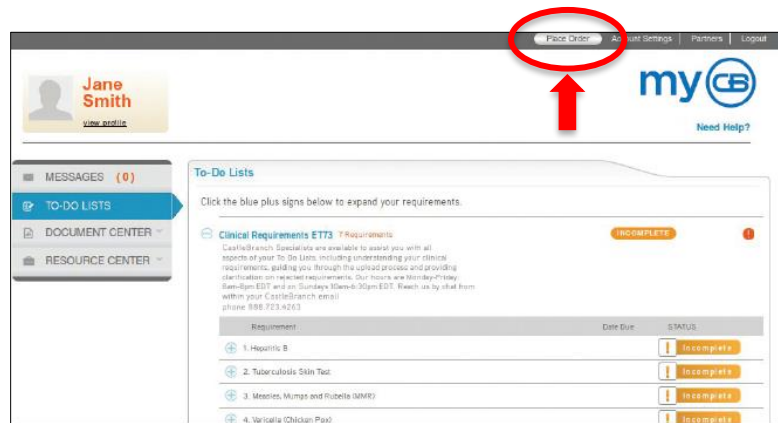 Place Order Account Settings | Partners | Logout
Jane
Smith
view profile
my CB
Need Help?
MESSAGES (0)
TO-DO LISTS
DOCUMENT CENTER
RESOURCE CENTER
To-Do Lists
Click the blue plus signs below to expand your requirements.
Clinical Requirements ET73 7 Requirements INCOMPLETE
CastleBranch Specialists are available to assist you with all
aspects of your To Do Lists, including understanding your clinical
requirements, guiding you through the upload process and providing
clarification on rejected requirements. Our hours are Monday-Friday
8am-8pm EDT and on Sundays 10am-6:30pm EDT. Reach us by chat from
within your CastleBranch email
phone 888.723.4263
Requirement Date Due STATUS
1. Hepatitis B ! Incomplete
2. Tuberculosis Skin Test ! Incomplete
3. Measles, Mumps and Rubella (MMR) ! Incomplete
4. Varicella (Chicken Pox) ! Incomplete